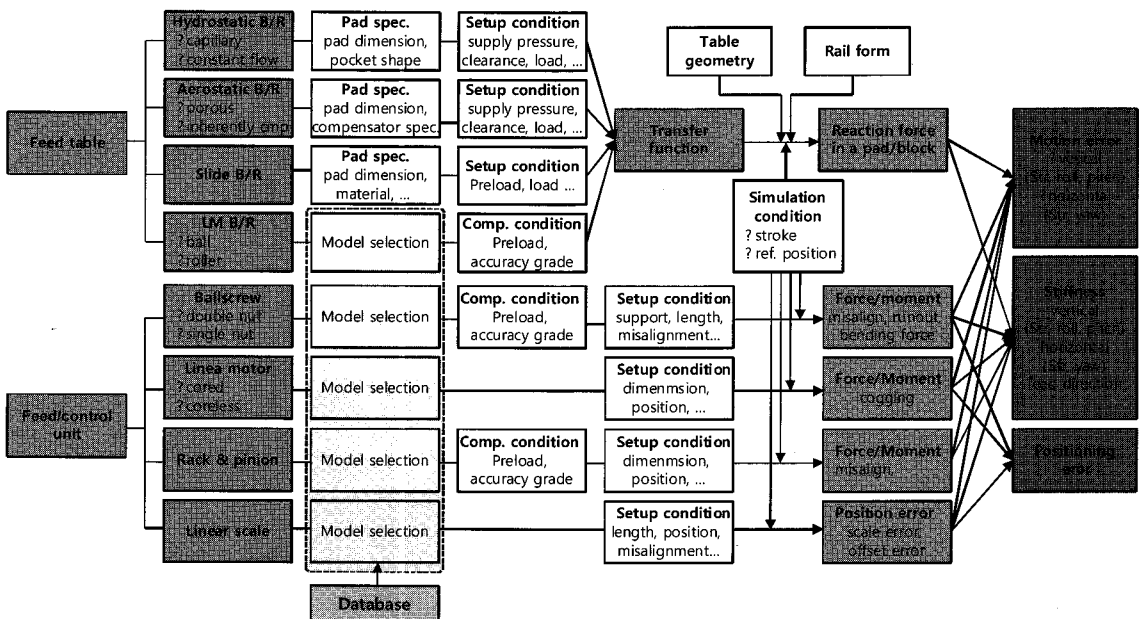 Feed table
Hydrostatic B/R
? capillary
? constant flow
Pad spec.
pad dimension,
pocket shape
Setup condition
supply pressure,
clearance, load, ...
Aerostatic B/R
? porous
? inherently omp
Pad spec.
pad dimension,
compensator spec.
Setup condition
supply pressure,
clearance, load, ...
Slide B/R
Pad spec.
pad dimension,
material, ...
Setup condition
Preload, load ...
LM B/R
? ball
? roller
Model selection
Comp. condition
Preload,
accuracy grade
Transfer
function
Table
geometry
Rail form
Reaction force
in a pad/block
Simulation
condition
? stroke
? ref. position
Feed/control
unit
Ballscrew
? double nut
? single nut
Model selection
Comp. condition
Preload,
accuracy grade
Setup condition
support, length,
misalignment...
Force/moment
misalign, runout
bending force
Linea motor
? cored
? coreless
Model selection
Setup condition
dimenmsion,
position, ...
Force/Moment
cogging
Rack & pinion
Model selection
Comp. condition
Preload,
accuracy grade
Setup condition
dimenmsion,
position, ...
Force/Moment
misalign.
Linear scale
Model selection
Setup condition
length, position,
misalignment...
Position error
scale error,
offset error
Database
Motion error
Stiffness
vertical
horizontal
feed direction
Positioning
error